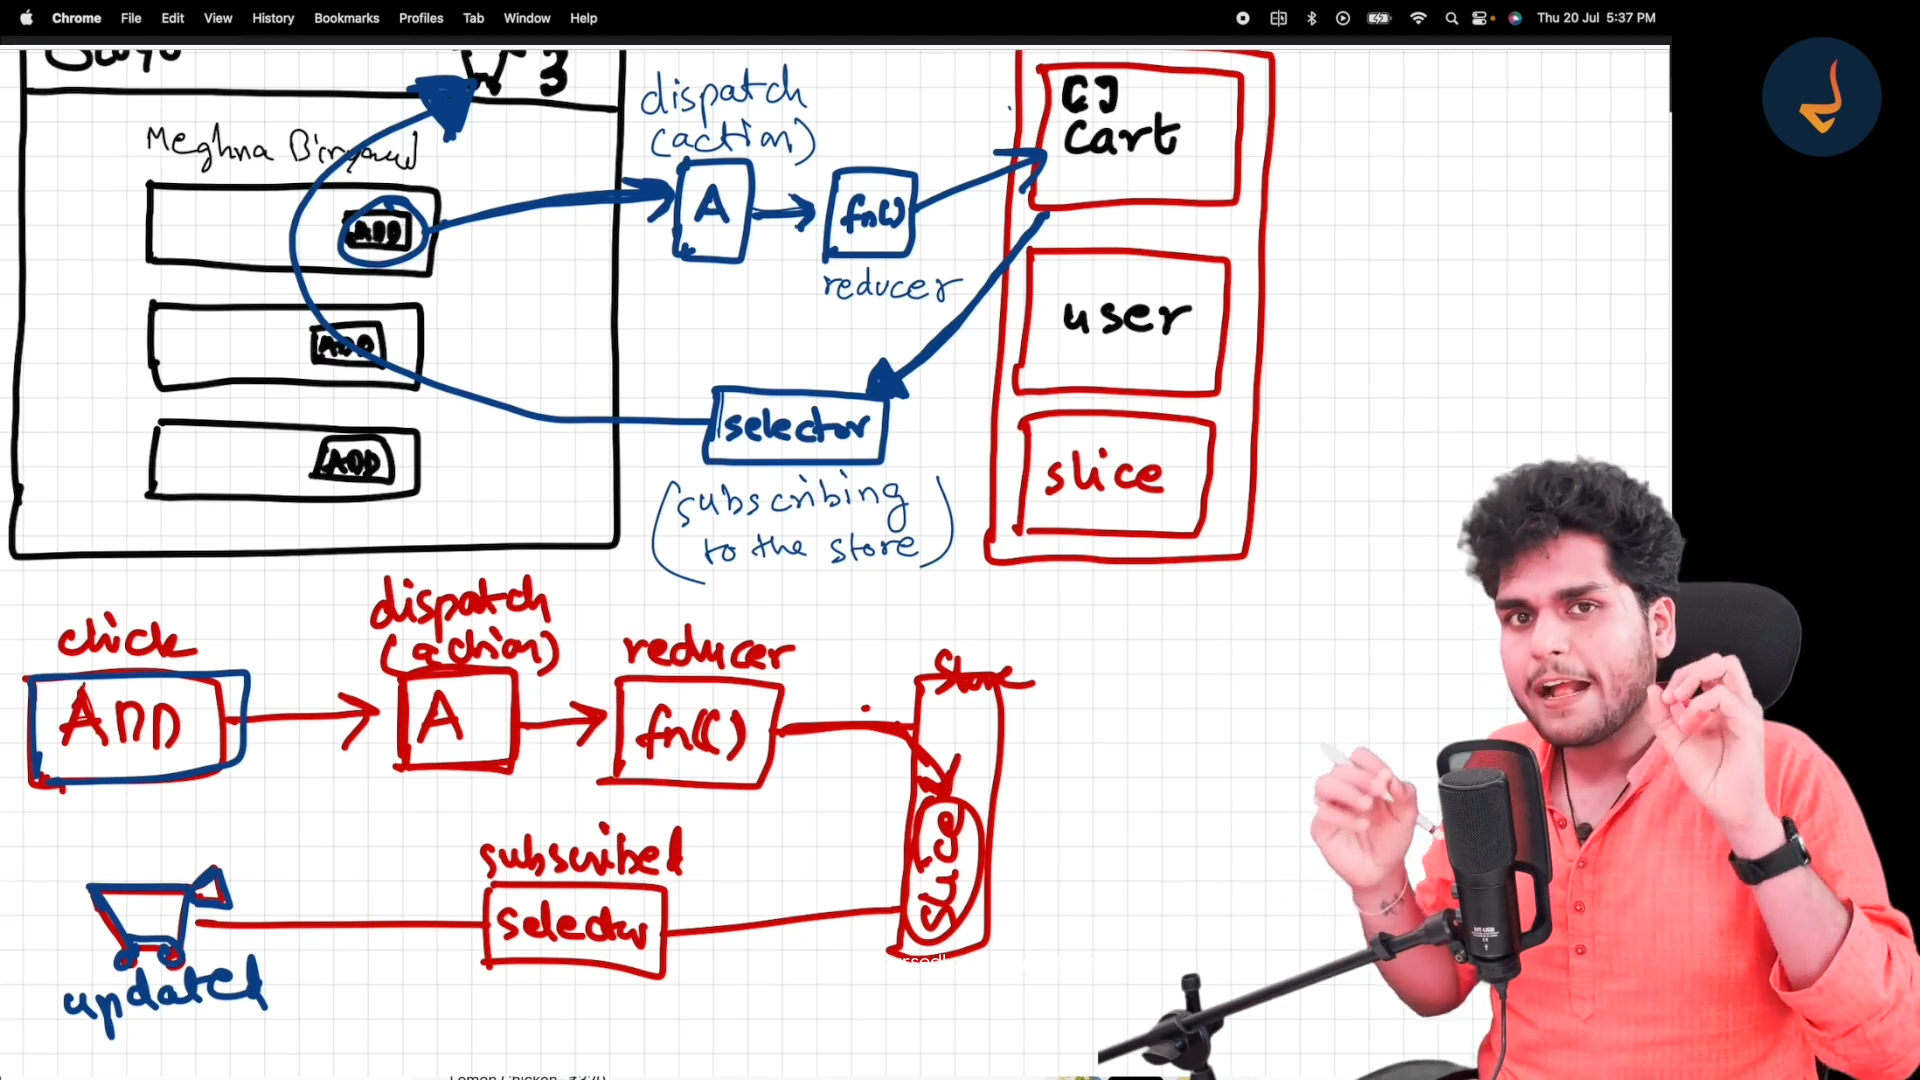 Chrome File Edit View History Bookmarks Profiles Tab Window Help
Thu 20 Jul 5:37 PM
3
Meghna
ADD
ADD
ADD
dispatch
(action)
A
fn()
reducer
selector
(subscribing
to the store)
Cart
user
slice
click
ADD
dispatch
(action)
A
reducer
fn()
Store
slice
subscribed
selector
updated